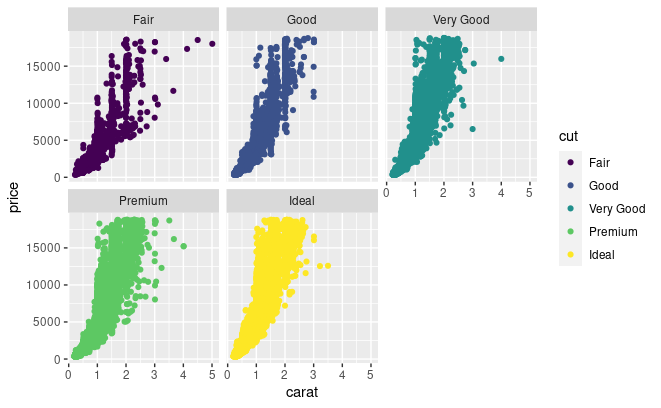 Fair Good Very Good
15000
10000
5000
0
0 1 2 3 4 5
price
Premium Ideal
15000
10000
5000
0
0 1 2 3 4 5 0 1 2 3 4 5
carat
cut
Fair
Good
Very Good
Premium
Ideal